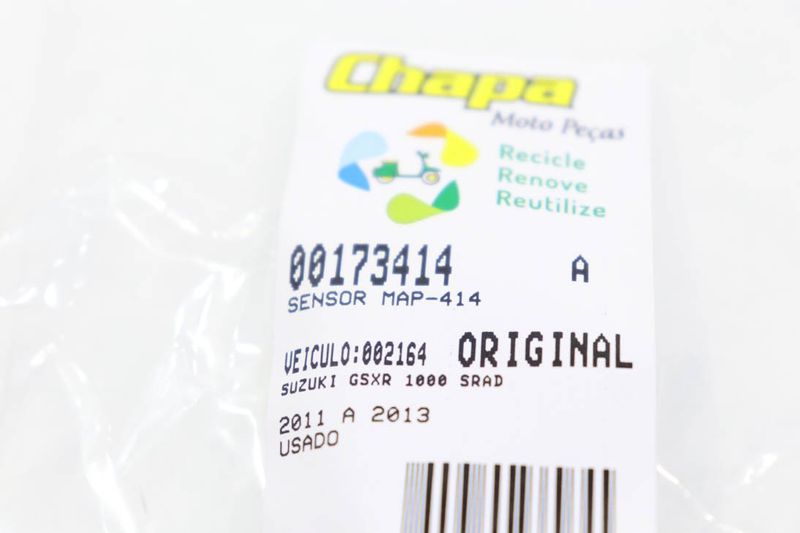 Chapa
Moto Peças
Recicle
Renove
Reutilize
00173414 A
SENSOR MAP-414
VEICULO:002164 ORIGINAL
SUZUKI GSXR 1000 SRAD
2011 A 2013
USADO